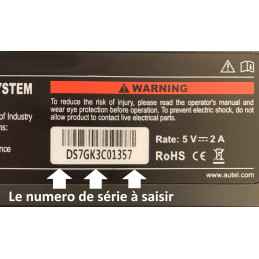 SYSTEM
of Industry
ns:
nce
WARNING
To reduce the risk of injury, please read the operator's manual and
wear eye protection before operation. To prevent electric shock, do not
allow product to contact live electrical parts.
DS7GK3C01357
Rate: 5 V 2 A
RoHS CE
www.autel.com
Le numero de série à saisir